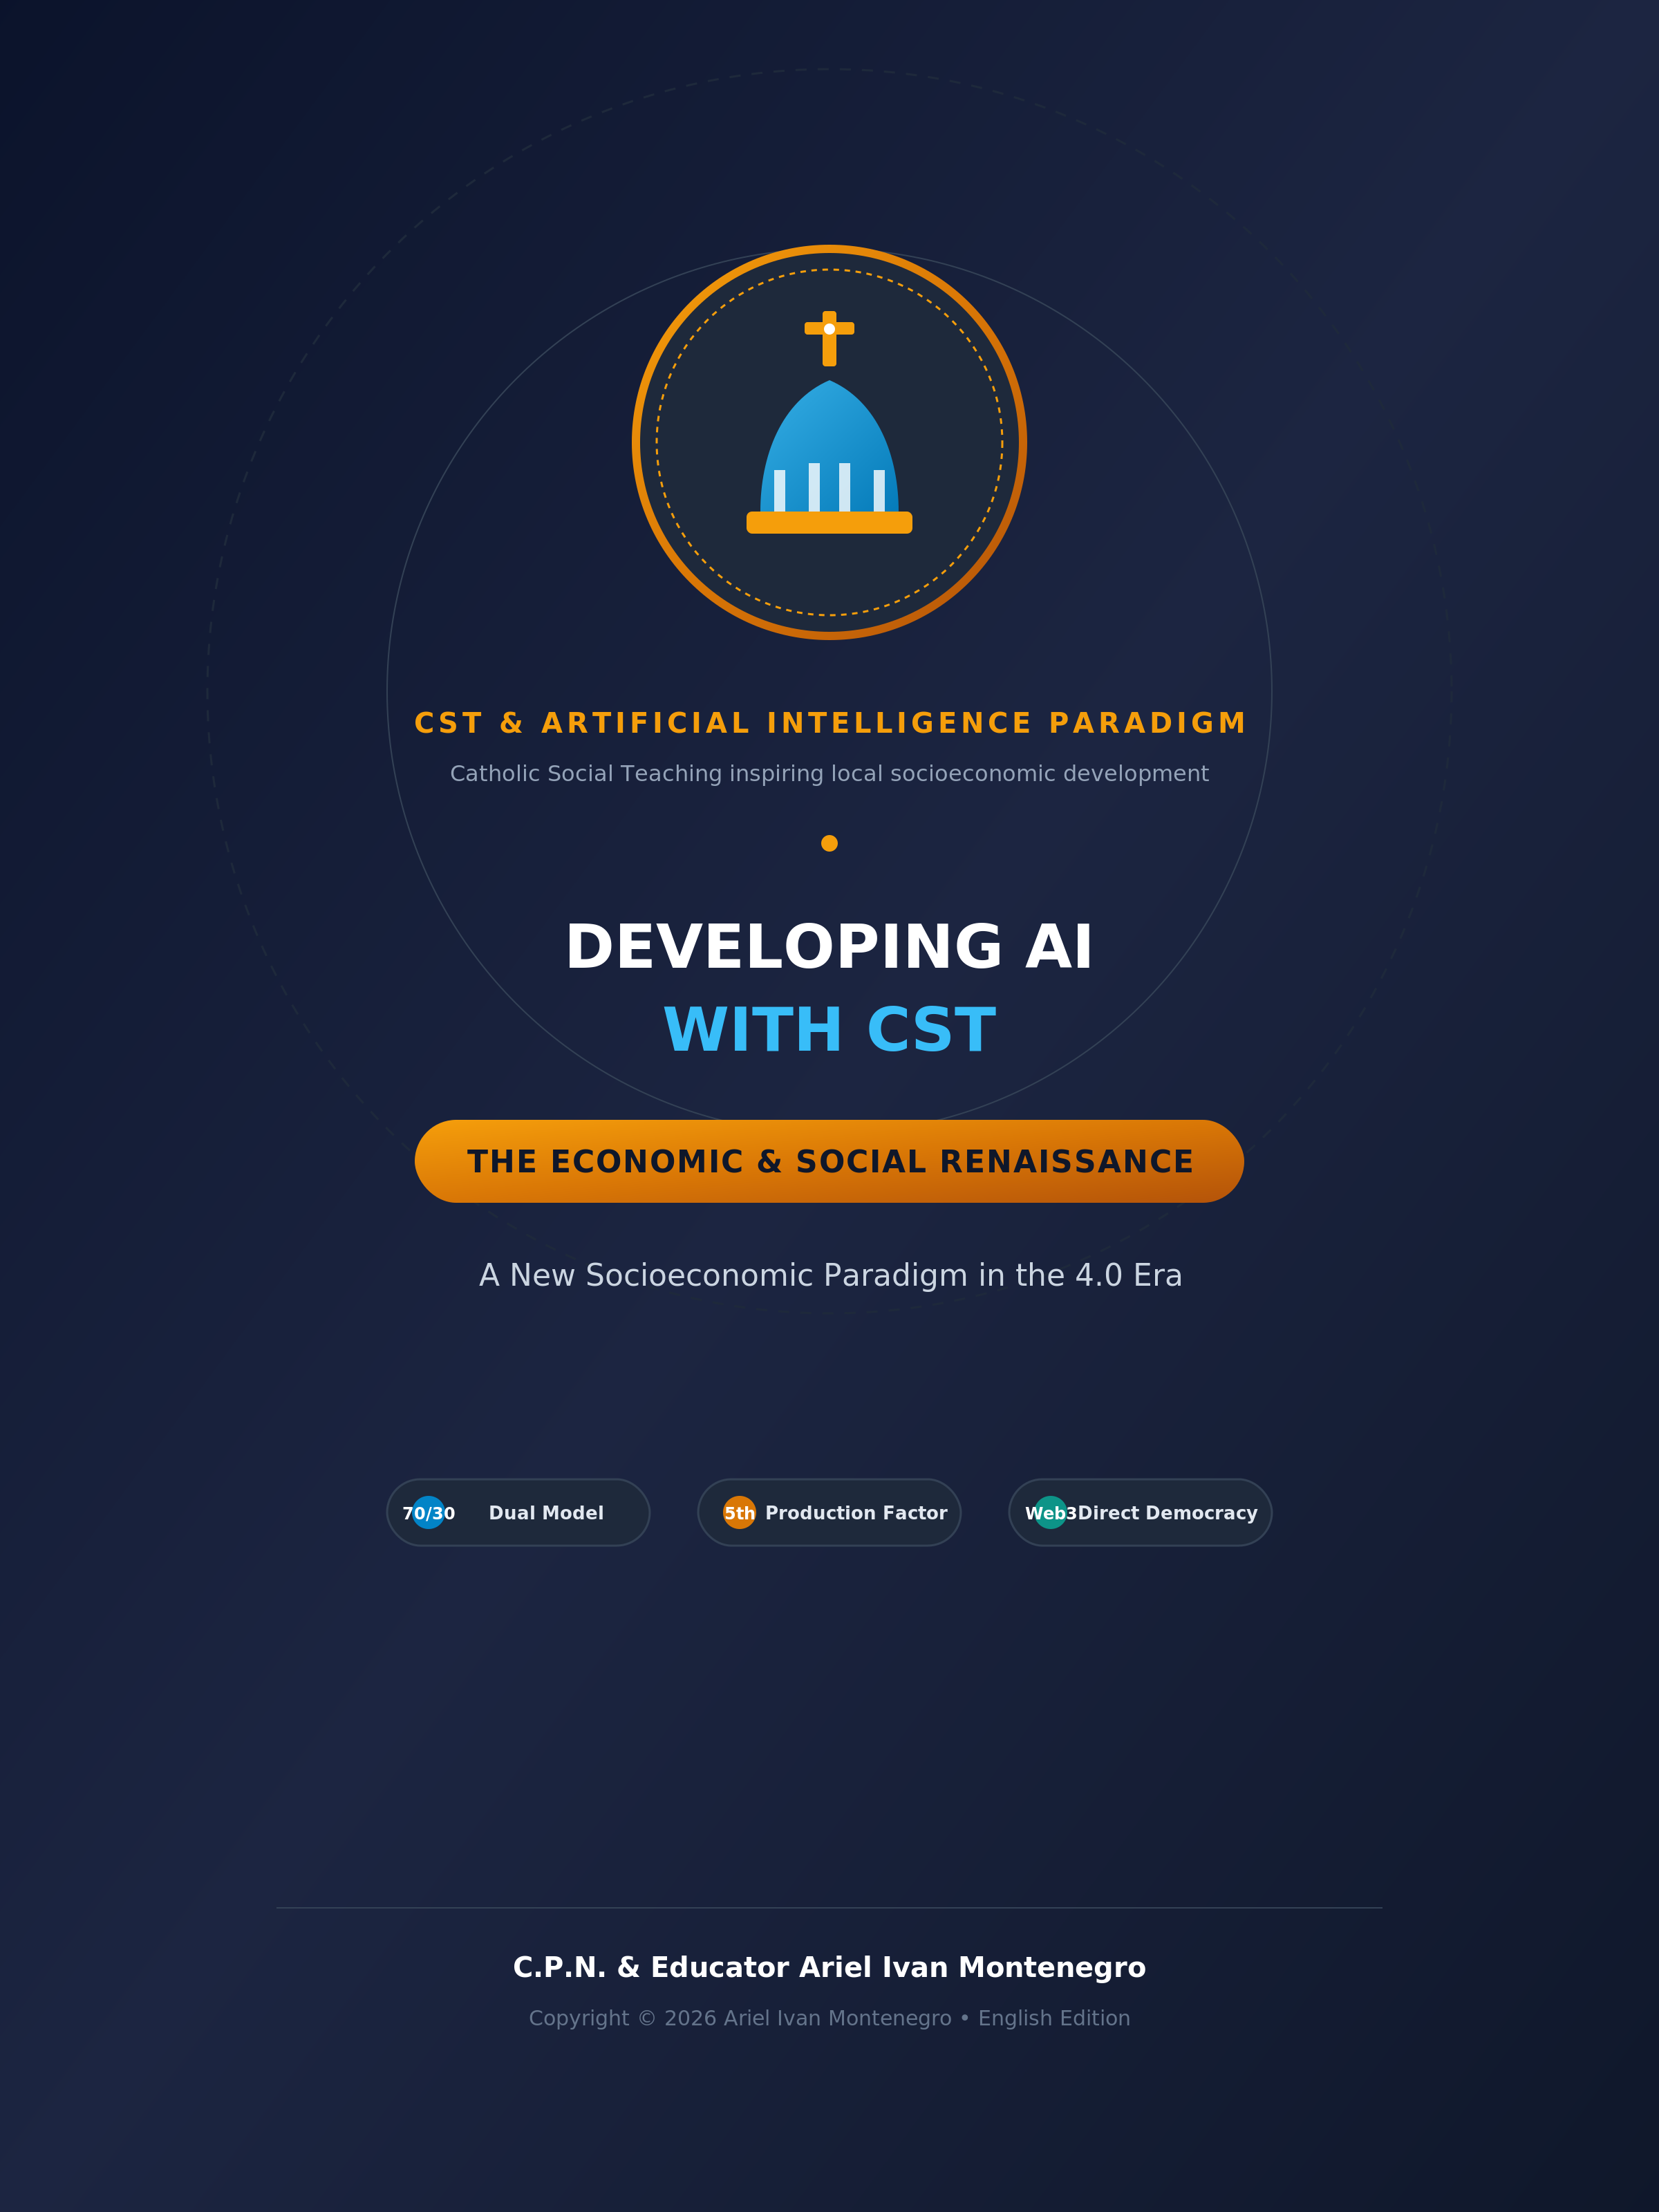 CST & ARTIFICIAL INTELLIGENCE PARADIGM
Catholic Social Teaching inspiring local socioeconomic development
DEVELOPING AI
WITH CST
THE ECONOMIC & SOCIAL RENAISSANCE
A New Socioeconomic Paradigm in the 4.0 Era
70/30 Dual Model
5th Production Factor
Web3 Direct Democracy
C.P.N. & Educator Ariel Ivan Montenegro
Copyright © 2026 Ariel Ivan Montenegro • English Edition